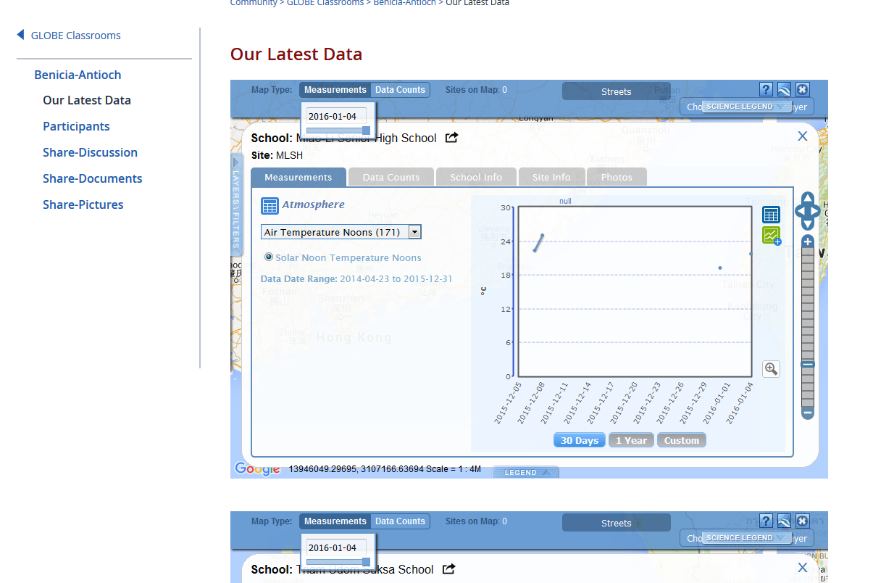 Community > GLOBE Classrooms > Benicia-Antioch > Our Latest Data
GLOBE Classrooms
Benicia-Antioch
Our Latest Data
Participants
Share-Discussion
Share-Documents
Share-Pictures
Our Latest Data
Map Type: Measurements Data Counts Sites on Map: 0 Streets
SCIENCE LEGEND
2016-01-04
School: High School
Site: MLSH
LAYERS \ FILTERS
Measurements Data Counts School Info Site Info Photos
Atmosphere
Air Temperature Noons (171)
Solar Noon Temperature Noons
Data Date Range: 2014-04-23 to 2015-12-31
Hong Kong
null
30
24
18
12
6
0
°C
2015-12-05
2015-12-08
2015-12-11
2015-12-14
2015-12-17
2015-12-20
2015-12-23
2015-12-26
2015-12-29
2016-01-01
2016-01-04
30 Days 1 Year Custom
Google 13946049.29695, 3107166.63694 Scale = 1 : 4M
LEGEND
Map Type: Measurements Data Counts Sites on Map: 0 Streets
SCIENCE LEGEND
2016-01-04
School: School